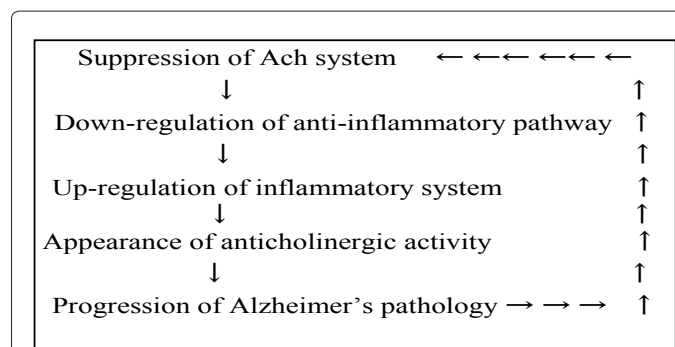 Suppression of Ach system ← ←← ← ←← ←
↓ ↑
Down-regulation of anti-inflammatory pathway ↑
↓ ↑
Up-regulation of inflammatory system ↑
↓ ↑
Appearance of anticholinergic activity ↑
↓ ↑
Progression of Alzheimer’s pathology → → → ↑